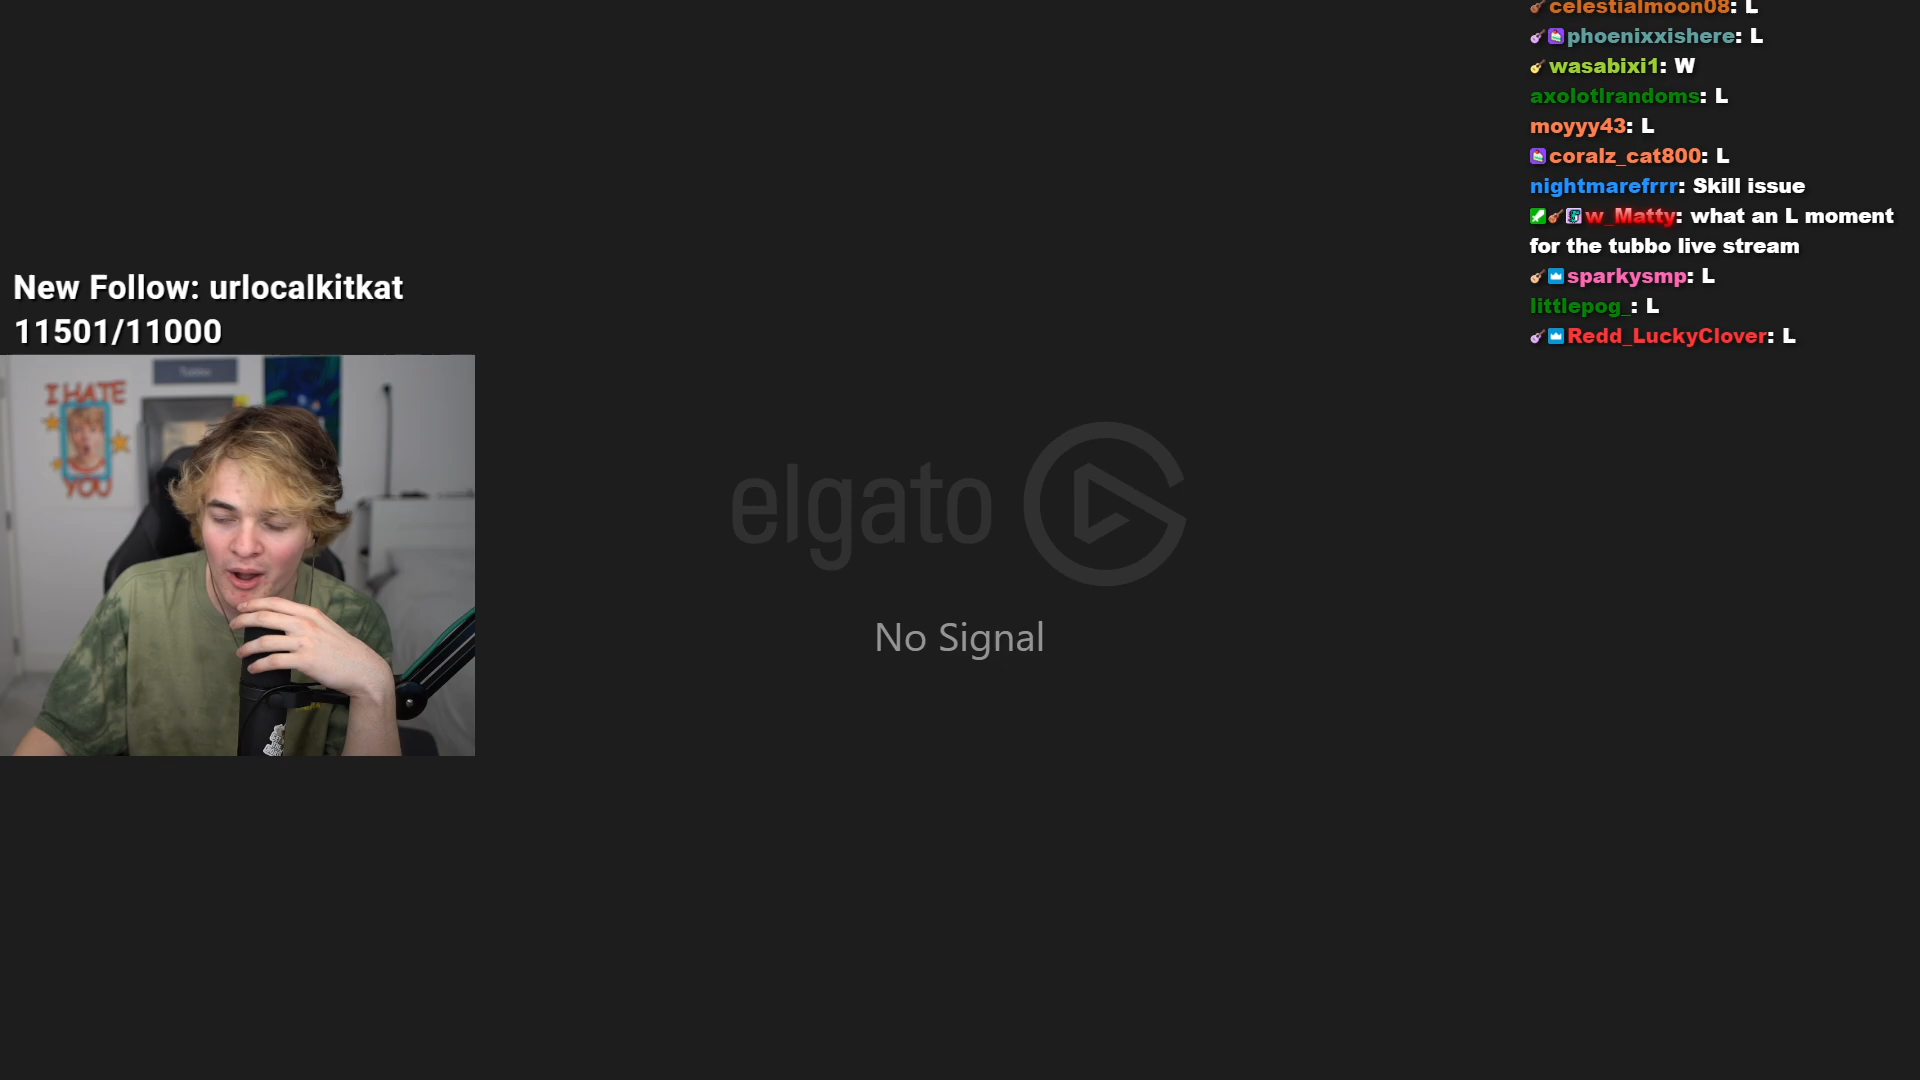 celestialmoon08: L
phoenixxishere: L
wasabixi1: W
axolotlrandoms: L
moyyy43: L
coralz_cat800: L
nightmarefrrr: Skill issue
w_Matty: what an L moment
for the tubbo live stream
sparkysmp: L
littlepog_: L
Redd_LuckyClover: L
New Follow: urlocalkitkat
11501/11000
I HATE
YOU
Tubbo
elgato
No Signal